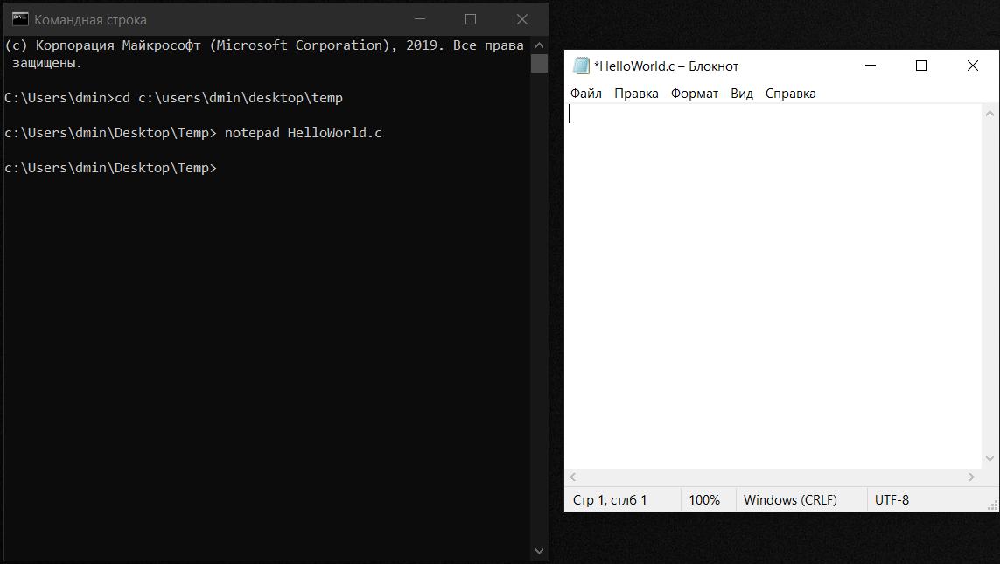 Командная строка
(c) Корпорация Майкрософт (Microsoft Corporation), 2019. Все права
защищены.
C:\Users\dmin>cd c:\users\dmin\desktop\temp
c:\Users\dmin\Desktop\Temp> notepad HelloWorld.c
c:\Users\dmin\Desktop\Temp>
*HelloWorld.c – Блокнот
Файл Правка Формат Вид Справка
Стр 1, стлб 1 100% Windows (CRLF) UTF-8